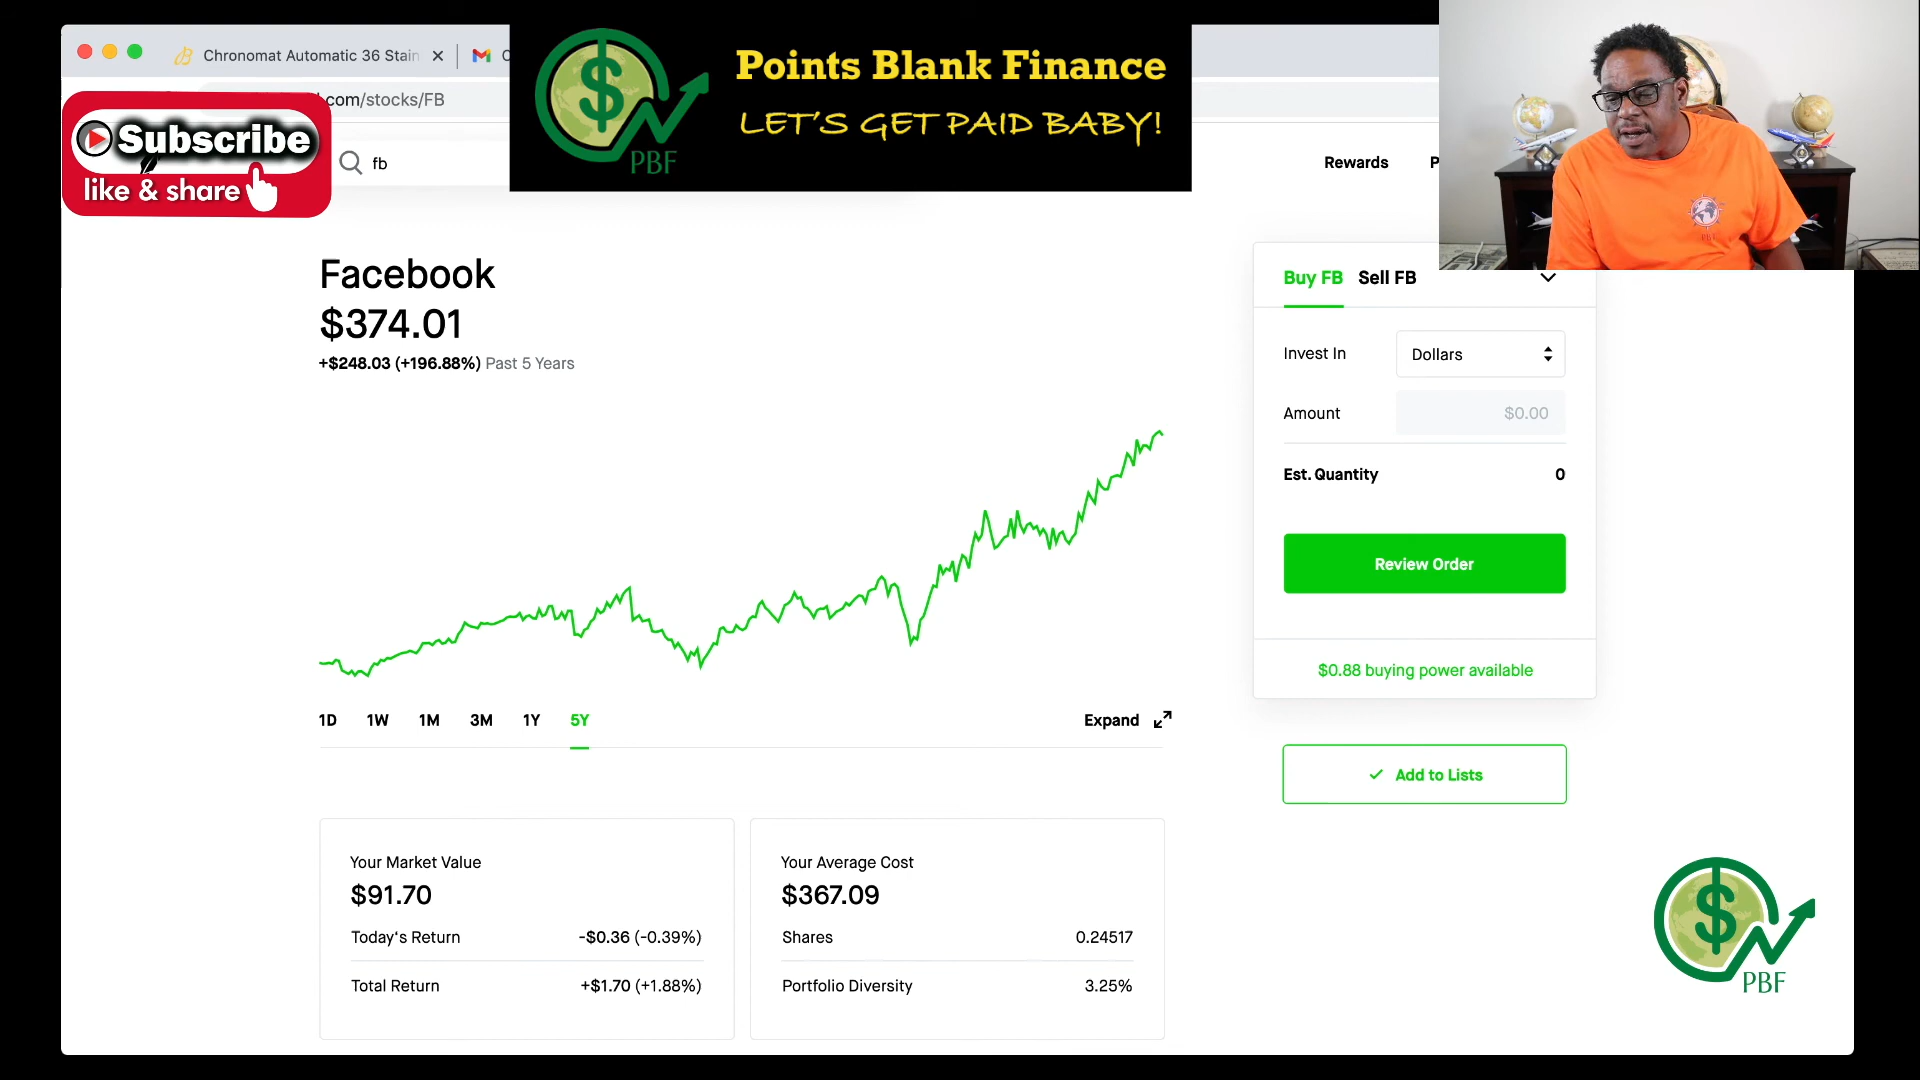 Chronomat Automatic 36 Stain
Points Blank Finance
LET'S GET PAID BABY!
PBF
.com/stocks/FB
Subscribe
like & share
fb
Rewards
Facebook
$374.01
+$248.03 (+196.88%) Past 5 Years
Buy FB Sell FB
Invest In Dollars
Amount $0.00
Est. Quantity 0
Review Order
$0.88 buying power available
1D 1W 1M 3M 1Y 5Y Expand
Add to Lists
Your Market Value
$91.70
Today's Return -$0.36 (-0.39%)
Total Return +$1.70 (+1.88%)
Your Average Cost
$367.09
Shares 0.24517
Portfolio Diversity 3.25%
PBF